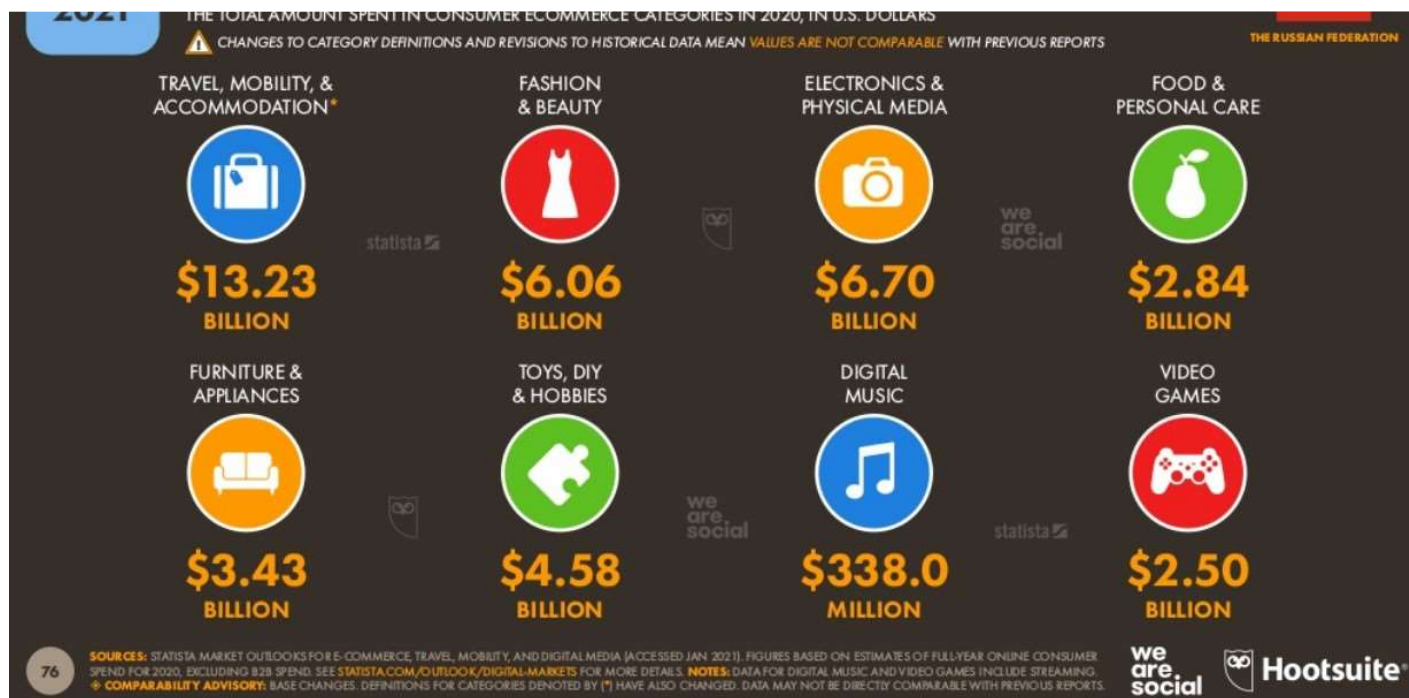 2021
THE TOTAL AMOUNT SPENT IN CONSUMER ECOMMERCE CATEGORIES IN 2020, IN U.S. DOLLARS
CHANGES TO CATEGORY DEFINITIONS AND REVISIONS TO HISTORICAL DATA MEAN VALUES ARE NOT COMPARABLE WITH PREVIOUS REPORTS
THE RUSSIAN FEDERATION
TRAVEL, MOBILITY, &
ACCOMMODATION*
$13.23
BILLION
FASHION
& BEAUTY
$6.06
BILLION
ELECTRONICS &
PHYSICAL MEDIA
$6.70
BILLION
FOOD &
PERSONAL CARE
$2.84
BILLION
statista
we
are.
social
FURNITURE &
APPLIANCES
$3.43
BILLION
TOYS, DIY
& HOBBIES
$4.58
BILLION
DIGITAL
MUSIC
$338.0
MILLION
VIDEO
GAMES
$2.50
BILLION
we
are.
social
statista
76
SOURCES: STATISTA MARKET OUTLOOKS FOR E-COMMERCE, TRAVEL, MOBILITY, AND DIGITAL MEDIA (ACCESSED JAN 2021). FIGURES BASED ON ESTIMATES OF FULL-YEAR ONLINE CONSUMER
SPEND FOR 2020, EXCLUDING B2B SPEND. SEE STATISTA.COM/OUTLOOK/DIGITAL-MARKETS FOR MORE DETAILS. NOTES: DATA FOR DIGITAL MUSIC AND VIDEO GAMES INCLUDE STREAMING.
COMPARABILITY ADVISORY: BASE CHANGES. DEFINITIONS FOR CATEGORIES DENOTED BY (*) HAVE ALSO CHANGED. DATA MAY NOT BE DIRECTLY COMPARABLE WITH PREVIOUS REPORTS.
we
are.
social
Hootsuite®